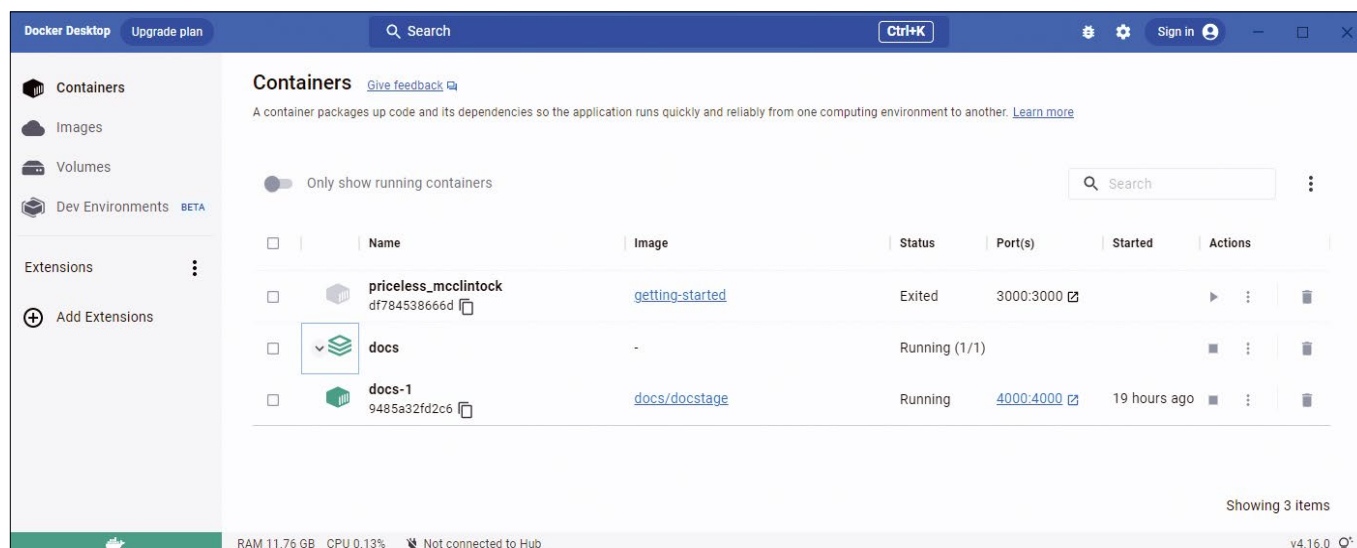 Docker Desktop Upgrade plan Search Ctrl+K Sign in
Containers
Images
Volumes
Dev Environments BETA
Extensions
Add Extensions
Containers Give feedback
A container packages up code and its dependencies so the application runs quickly and reliably from one computing environment to another. Learn more
Only show running containers Search
Name Image Status Port(s) Started Actions
priceless_mcclintock getting-started Exited 3000:3000
df784538666d
docs - Running (1/1)
docs-1 docs/docstage Running 4000:4000 19 hours ago
9485a32fd2c6
Showing 3 items
RAM 11.76 GB CPU 0.13% Not connected to Hub v4.16.0